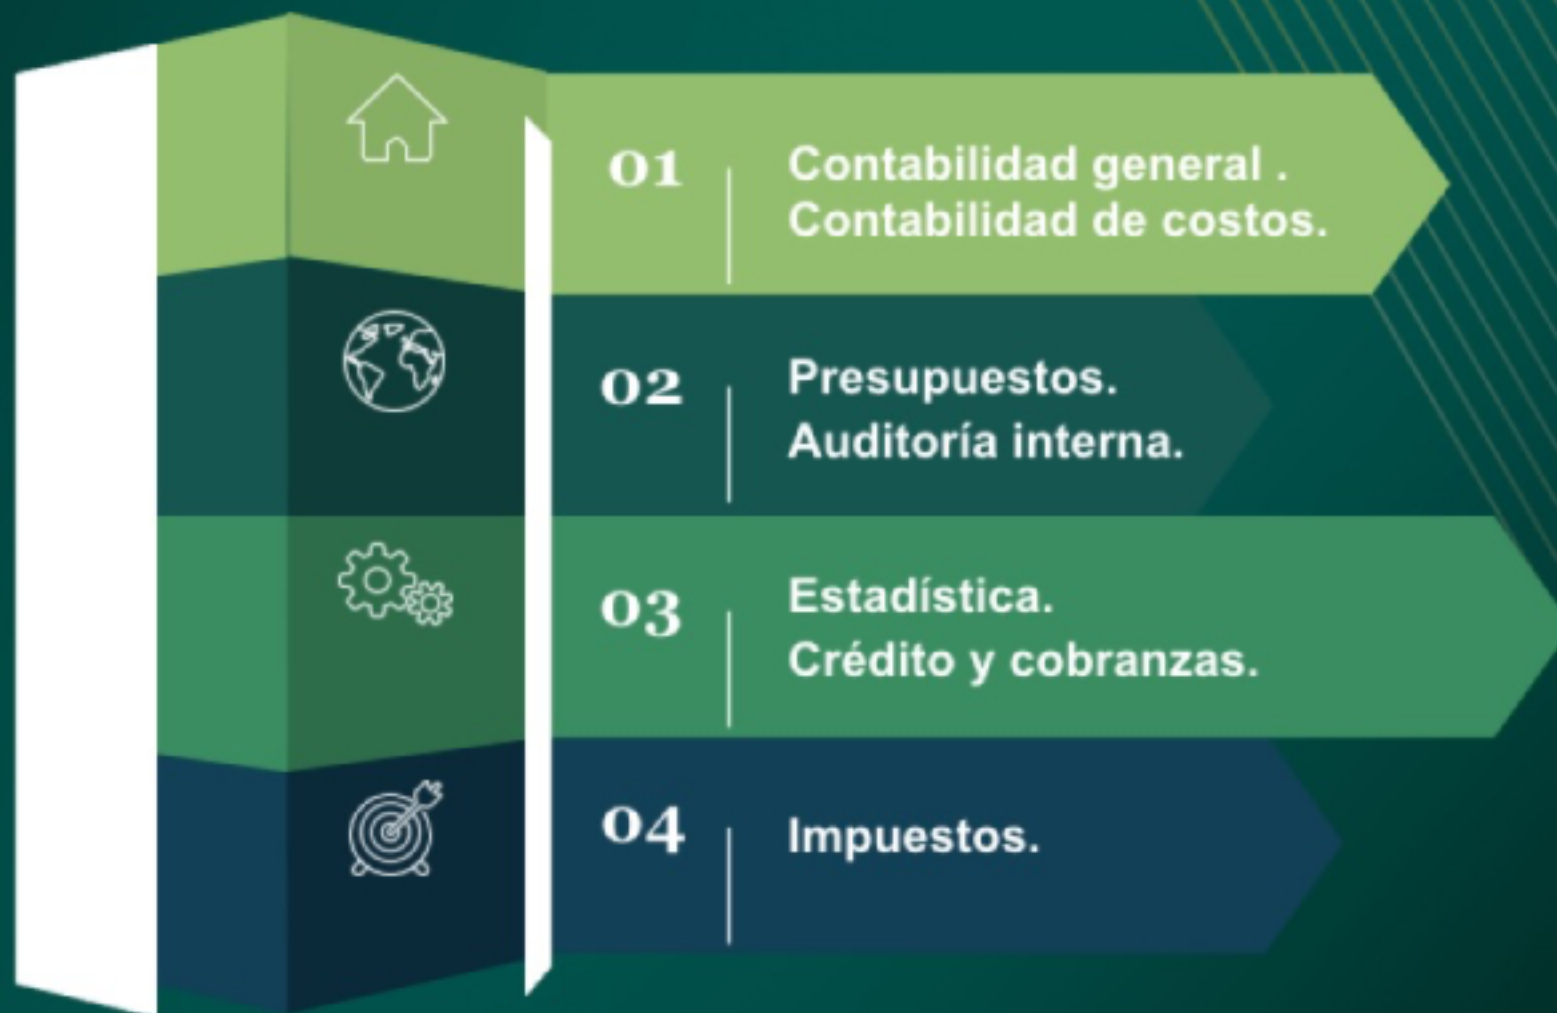 01
Contabilidad general .
Contabilidad de costos.
02
Presupuestos.
Auditoría interna.
03
Estadística.
Crédito y cobranzas.
04
Impuestos.